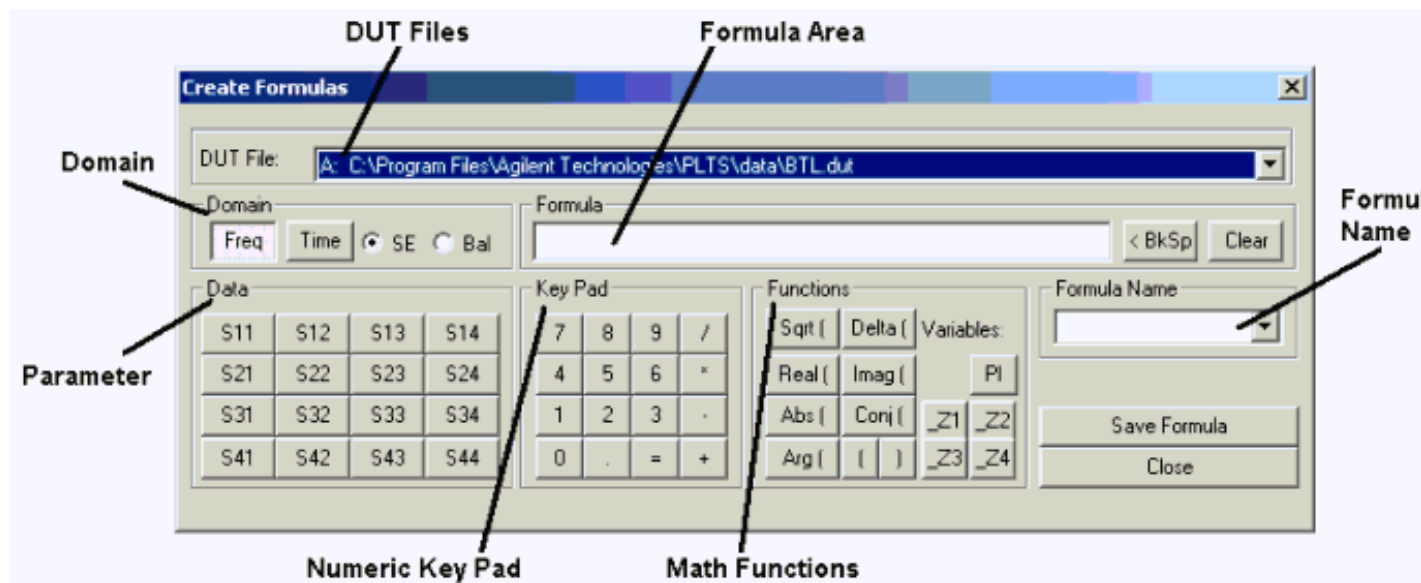 DUT Files
Formula Area
Create Formulas
Domain
DUT File:
A: C:\Program Files\Agilent Technologies\PLTS\data\BTL.dut
Domain
Freq Time SE Bal
Formula
< BkSp Clear
Formu
Name
Data
S11 S12 S13 S14
S21 S22 S23 S24
S31 S32 S33 S34
S41 S42 S43 S44
Parameter
Key Pad
7 8 9 /
4 5 6 *
1 2 3 -
0 . = +
Functions
Sqrt ( Delta ( Variables:
Real ( Imag ( PI
Abs ( Conj ( _Z1 _Z2
Arg ( ( ) _Z3 _Z4
Formula Name
Save Formula
Close
Numeric Key Pad
Math Functions